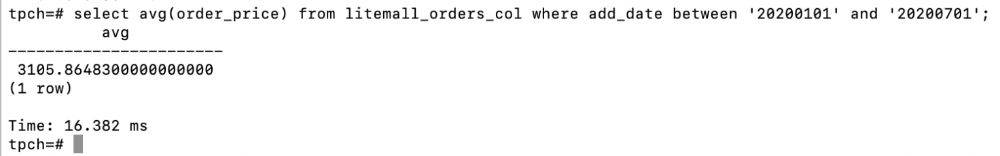 tpch=# select avg(order_price) from litemall_orders_col where add_date between '20200101' and '20200701';
avg
-----------------------
3105.8648300000000000
(1 row)
Time: 16.382 ms
tpch=#